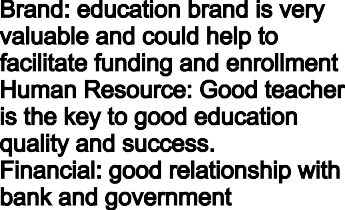 Brand: education brand is very
valuable and could help to
facilitate funding and enrollment
Human Resource: Good teacher
is the key to good education
quality and success.
Financial: good relationship with
bank and government